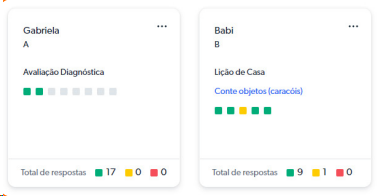 Gabriela
A
Avaliação Diagnóstica
Total de respostas 17 0 0
Babi
B
Lição de Casa
Conte objetos (caracóis)
Total de respostas 9 1 0